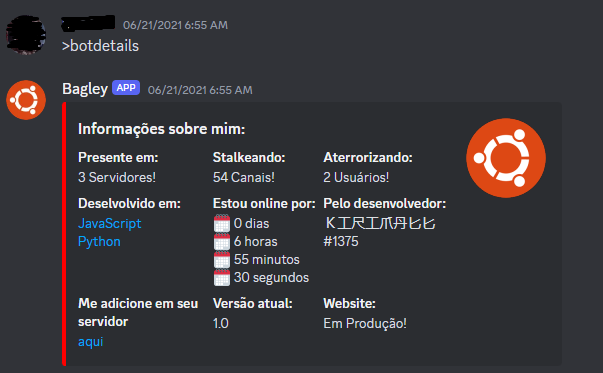 06/21/2021 6:55 AM
>botdetails
Bagley APP 06/21/2021 6:55 AM
Informações sobre mim:
Presente em:
3 Servidores!
Stalkeando:
54 Canais!
Aterrorizando:
2 Usuários!
Deselvolvido em:
JavaScript
Python
Estou online por:
0 dias
6 horas
55 minutos
30 segundos
Pelo desenvolvedor:
K工尺工爪丹匕匕
#1375
Me adicione em seu
servidor
aqui
Versão atual:
1.0
Website:
Em Produção!